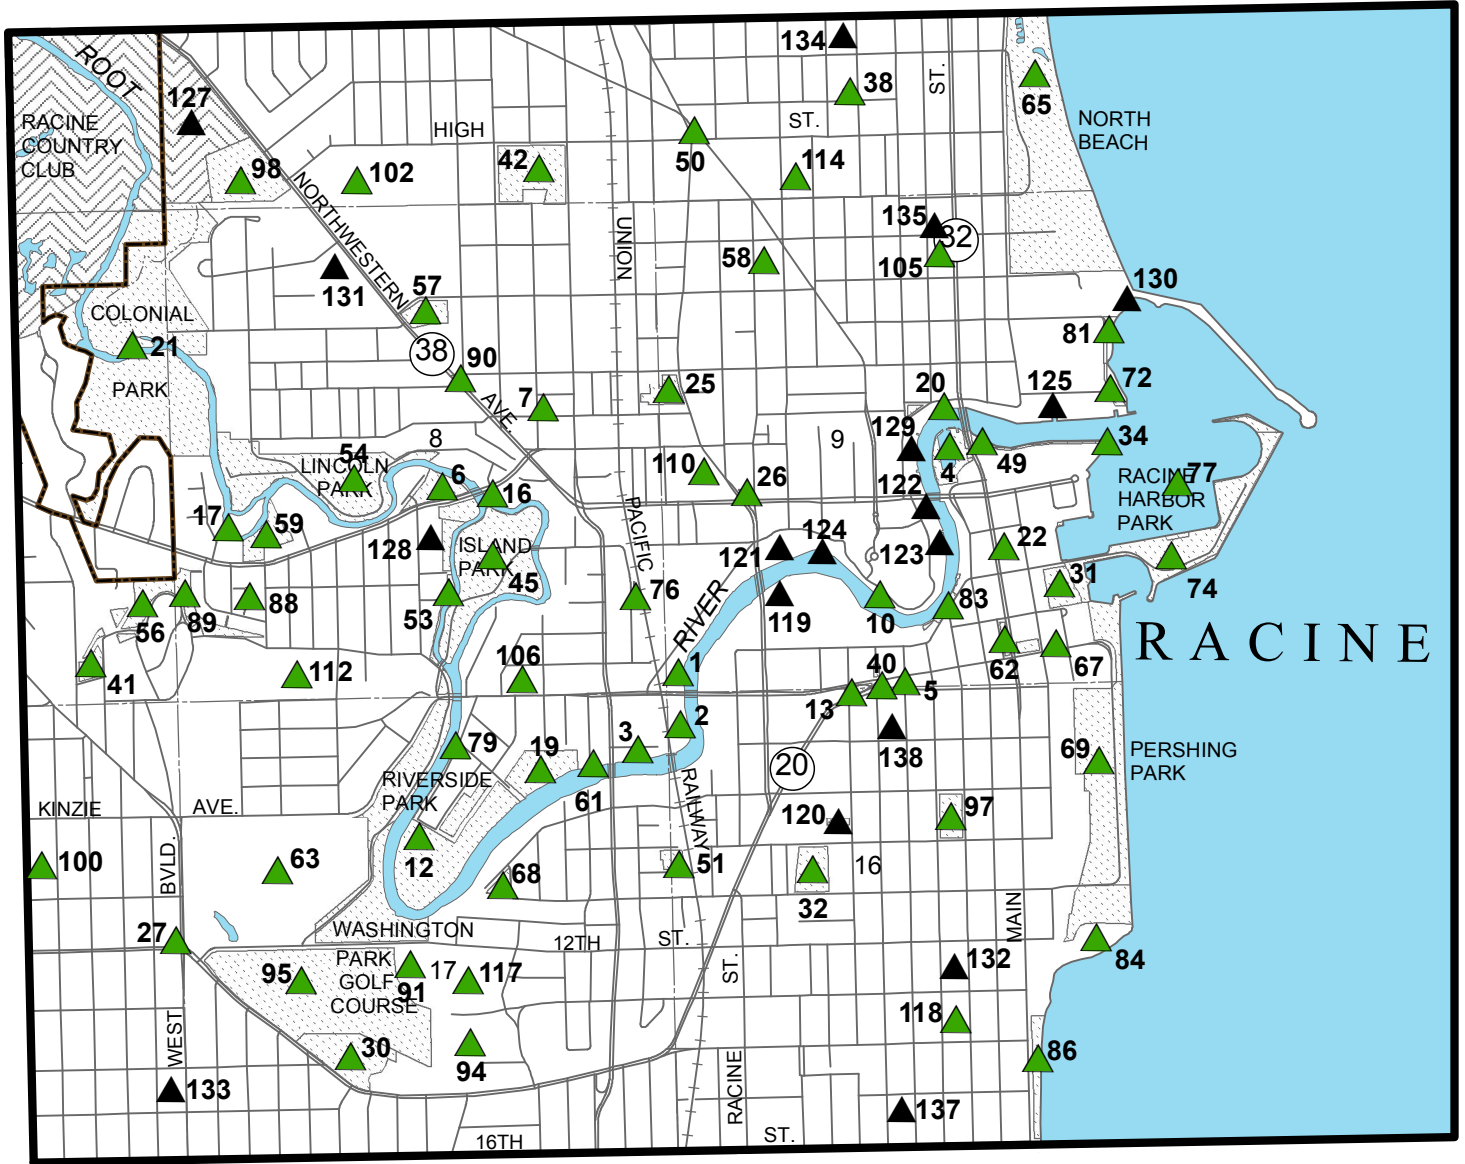 134
ROOT
38
ST.
65
127
RACINE
COUNTRY
CLUB
HIGH
ST.
NORTH
BEACH
50
98
102
42
114
NORTHWESTERN
UNION
135
32
58
105
131
57
130
COLONIAL
81
21
38
90
PARK
7
AVE.
25
20
125
72
8
9
129
34
54
LINCOLN
PARK
6
16
110
26
4
49
RACINE
HARBOR
PARK
77
122
17
59
128
PACIFIC
ISLAND
PARK
45
121
124
123
22
31
74
56
89
88
53
76
RIVER
119
10
83
RACINE
41
112
106
1
40
5
62
67
13
2
3
138
79
19
69
PERSHING
PARK
RIVERSIDE
PARK
61
20
RAILWAY
KINZIE
AVE.
120
97
BVLD.
100
63
12
68
51
16
32
MAIN
27
WASHINGTON
12TH
ST.
84
PARK
GOLF
COURSE
95
91
17
117
ST.
132
118
WEST
30
94
86
133
RACINE
137
16TH
ST.